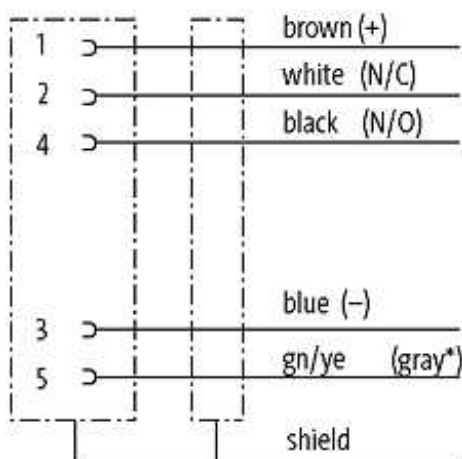 1 brown (+)
2 white (N/C)
4 black (N/O)
3 blue (–)
5 gn/ye (gray*)
shield